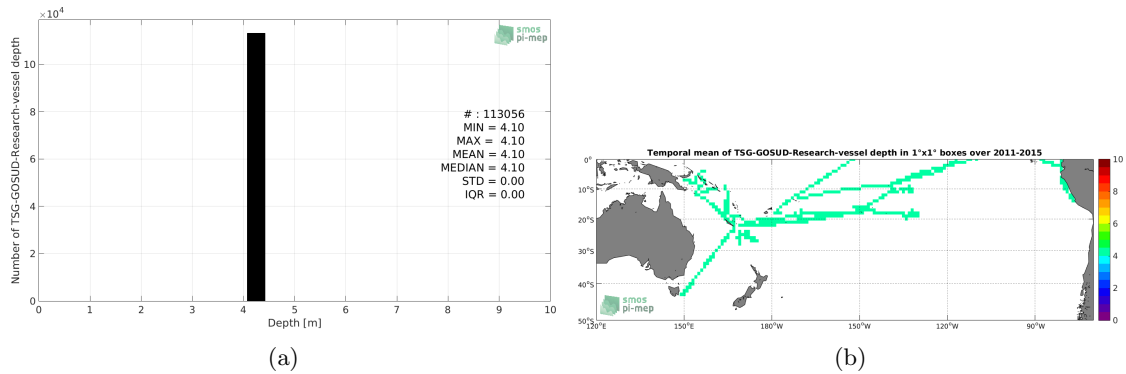 ×10⁴
smos
pi-mep
Number of TSG-GOSUD-Research-vessel depth
10
8
6
4
2
0
# : 113056
MIN = 4.10
MAX = 4.10
MEAN = 4.10
MEDIAN = 4.10
STD = 0.00
IQR = 0.00
0 1 2 3 4 5 6 7 8 9 10
Depth [m]
(a)
Temporal mean of TSG-GOSUD-Research-vessel depth in 1°x1° boxes over 2011-2015
0°
10°S
20°S
30°S
40°S
50°S
smos
pi-mep
120°E 150°E 180°W 150°W 120°W 90°W
10
8
6
4
2
0
(b)